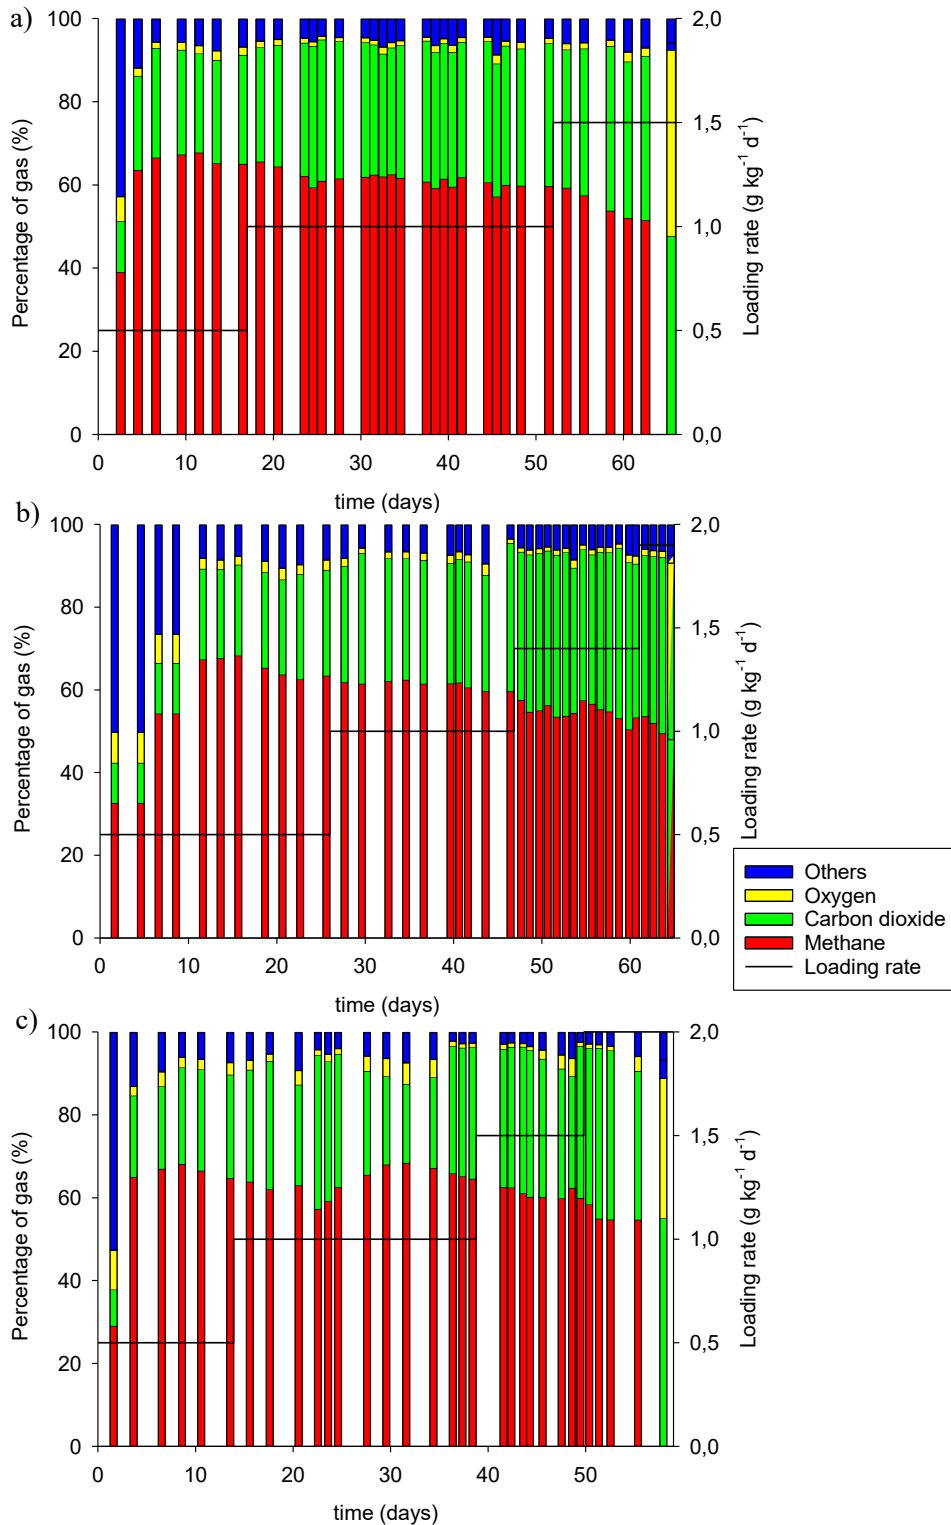 a)
100
80
60
40
20
0
Percentage of gas (%)
2,0
1,5
1,0
0,5
0,0
Loading rate (g kg-1 d-1)
0 10 20 30 40 50 60
time (days)
b)
100
80
60
40
20
0
Percentage of gas (%)
2,0
1,5
1,0
0,5
0,0
Loading rate (g kg-1 d-1)
0 10 20 30 40 50 60
time (days)
Others
Oxygen
Carbon dioxide
Methane
Loading rate
c)
100
80
60
40
20
0
Percentage of gas (%)
2,0
1,5
1,0
0,5
0,0
Loading rate (g kg-1 d-1)
0 10 20 30 40 50
time (days)